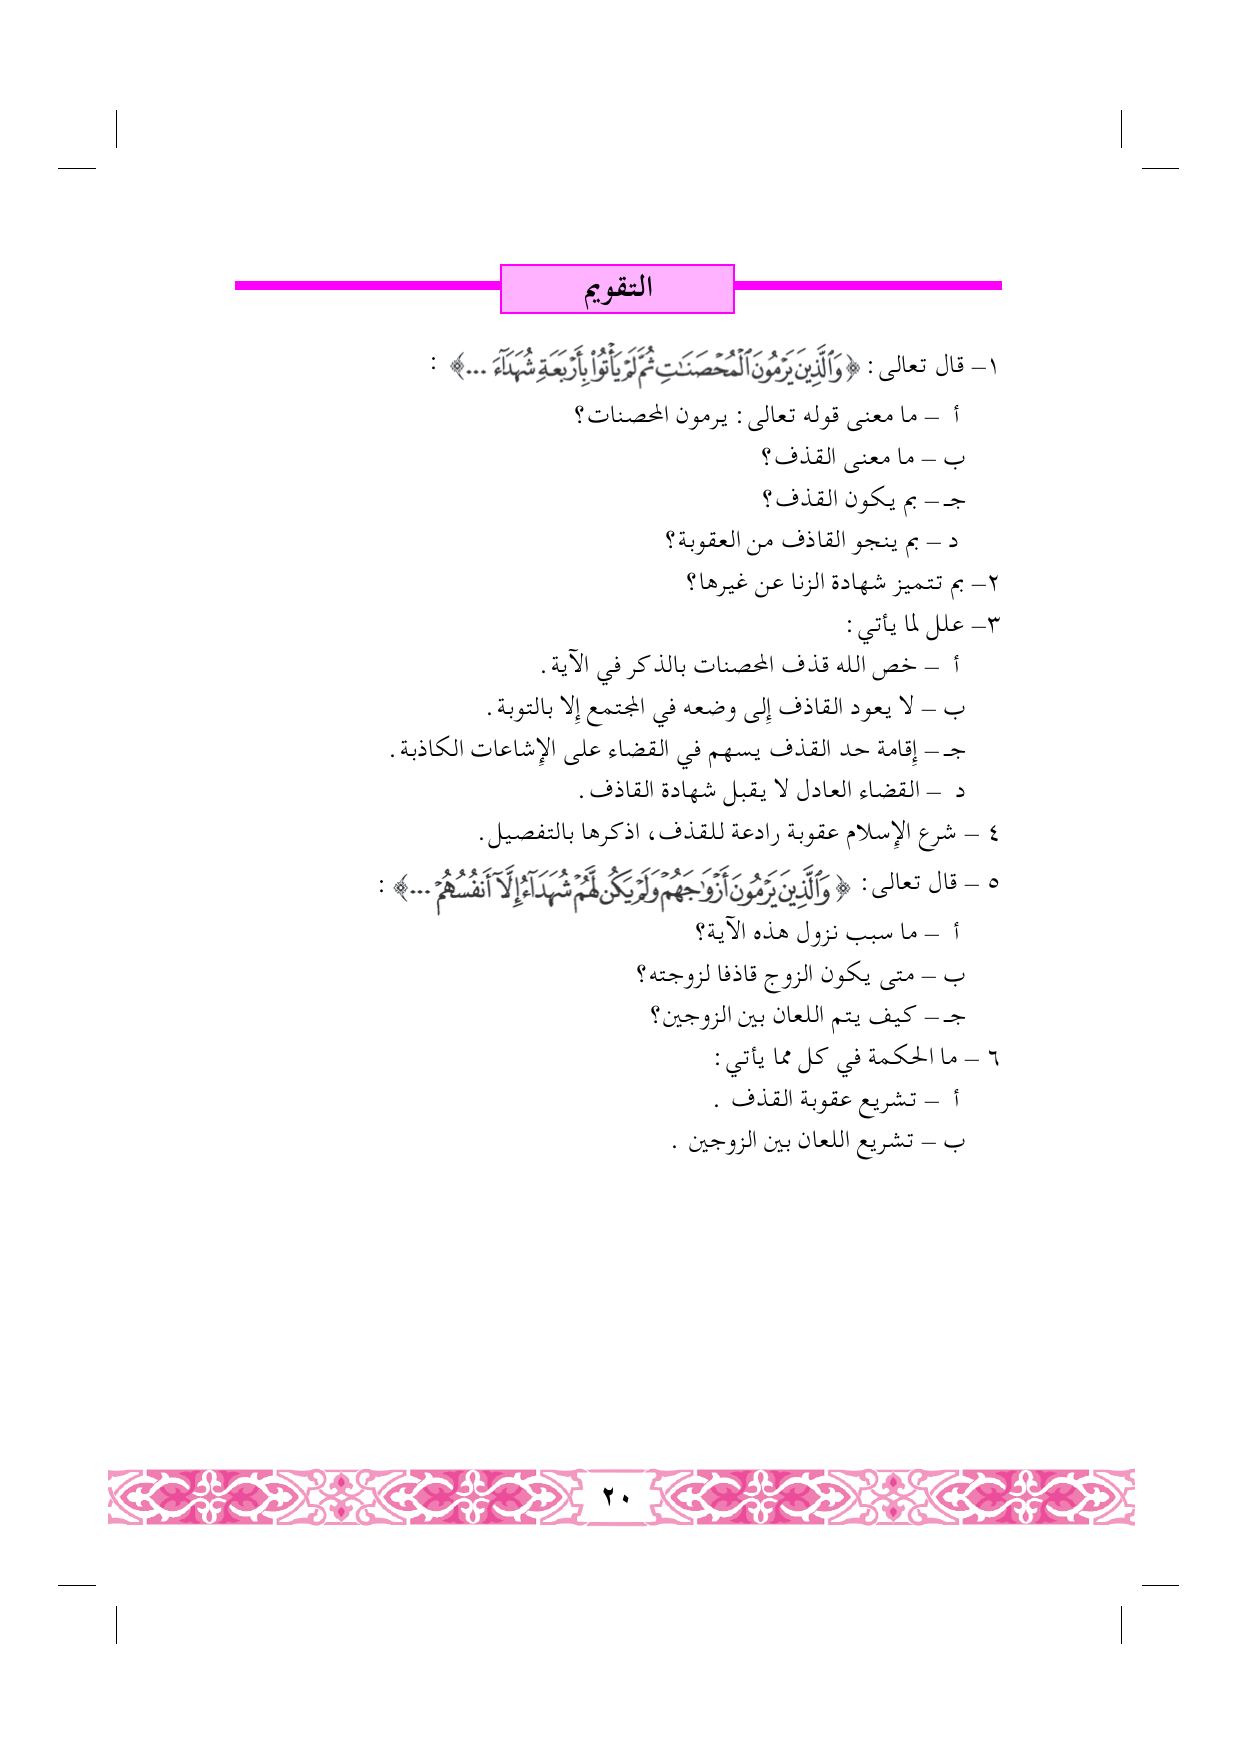 التقويم
١– قال تعالى: ﴿وَٱلَّذِينَ يَرۡمُونَ ٱلۡمُحۡصَنَٰتِ ثُمَّ لَمۡ يَأۡتُواْ بِأَرۡبَعَةِ شُهَدَآءَ ...﴾ :
أ – ما معنى قوله تعالى: يرمون المحصنات؟
ب – ما معنى القذف؟
جـ – بم يكون القذف؟
د – بم ينجو القاذف من العقوبة؟
٢– بم تتميز شهادة الزنا عن غيرها؟
٣– علل لما يأتي:
أ – خص الله قذف المحصنات بالذكر في الآية.
ب – لا يعود القاذف إلى وضعه في المجتمع إلا بالتوبة.
جـ – إقامة حد القذف يسهم في القضاء على الإشاعات الكاذبة.
د – القضاء العادل لا يقبل شهادة القاذف.
٤ – شرع الإسلام عقوبة رادعة للقذف، اذكرها بالتفصيل.
٥ – قال تعالى: ﴿وَٱلَّذِينَ يَرۡمُونَ أَزۡوَٰجَهُمۡ وَلَمۡ يَكُن لَّهُمۡ شُهَدَآءُ إِلَّآ أَنفُسُهُمۡ ...﴾ :
أ – ما سبب نزول هذه الآية؟
ب – متى يكون الزوج قاذفا لزوجته؟
جـ – كيف يتم اللعان بين الزوجين؟
٦ – ما الحكمة في كل مما يأتي:
أ – تشريع عقوبة القذف .
ب – تشريع اللعان بين الزوجين .
٢٠